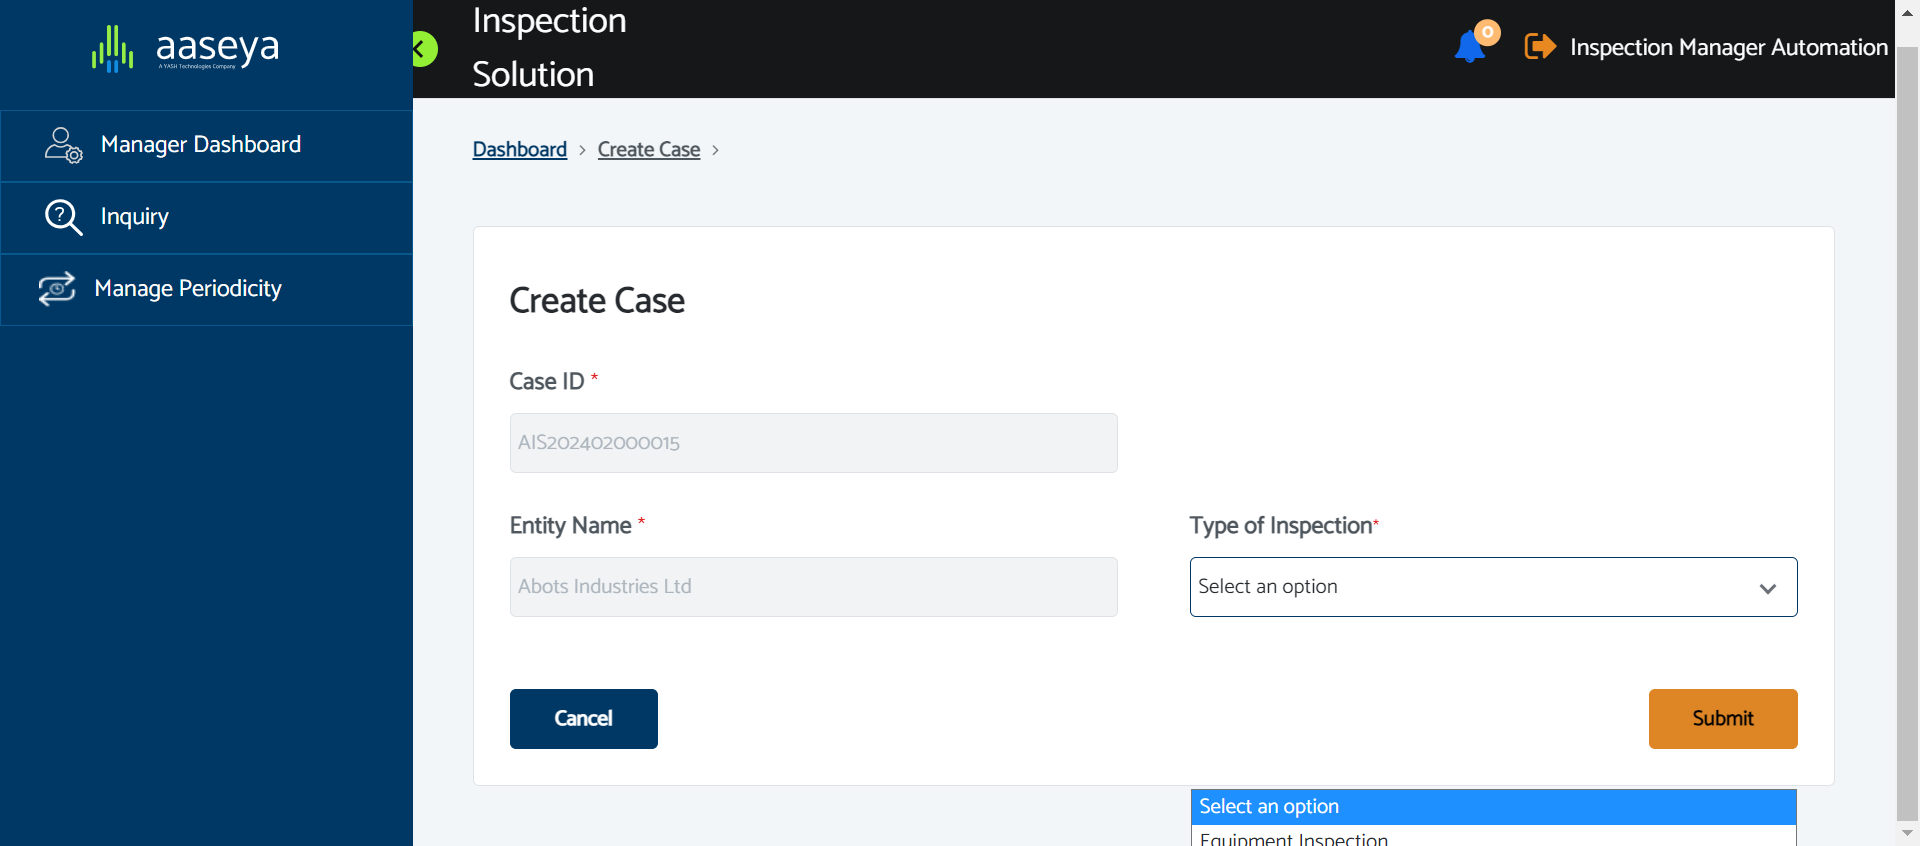 aaseya
A YASH Technologies Company
Inspection
Solution
0
Inspection Manager Automation
Manager Dashboard
Inquiry
Manage Periodicity
Dashboard > Create Case >
Create Case
Case ID *
AIS202402000015
Entity Name *
Type of Inspection*
Abots Industries Ltd
Select an option
Cancel
Submit
Select an option
Equipment Inspection